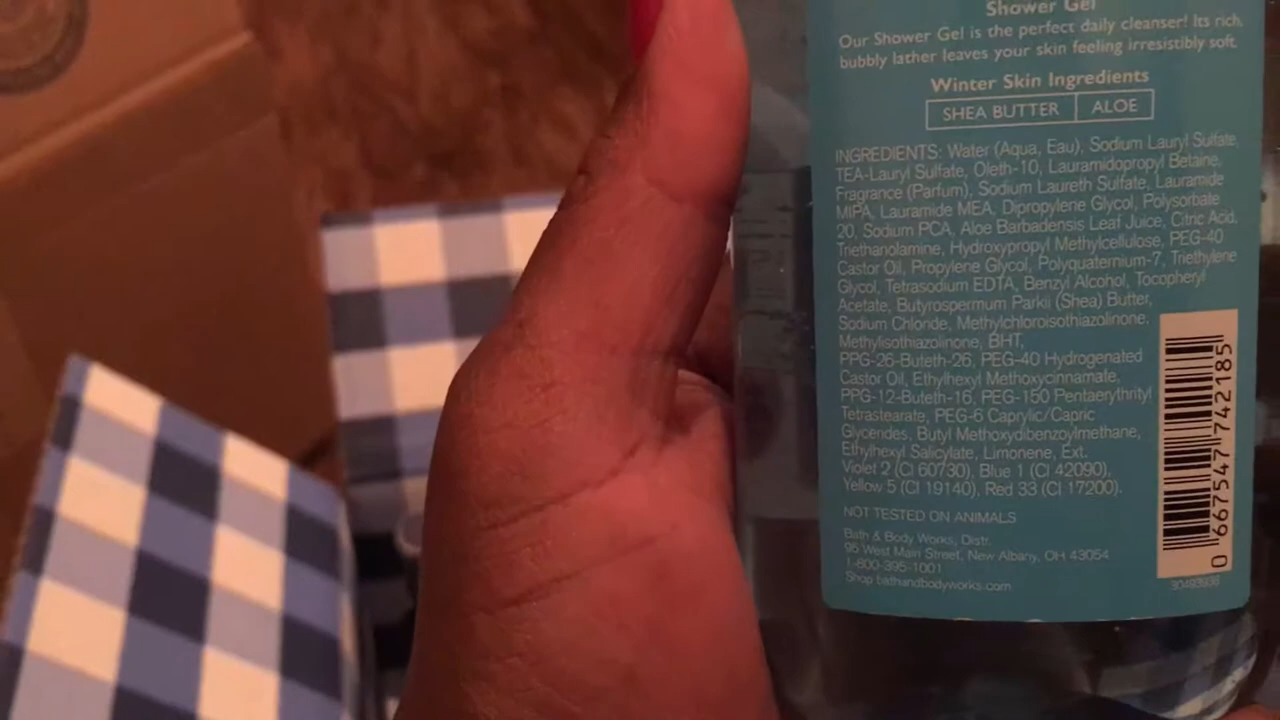 Shower Gel
Our Shower Gel is the perfect daily cleanser! Its rich,
bubbly lather leaves your skin feeling irresistibly soft.
Winter Skin Ingredients
SHEA BUTTER ALOE
INGREDIENTS: Water (Aqua, Eau), Sodium Lauryl Sulfate,
TEA-Lauryl Sulfate, Oleth-10, Lauramidopropyl Betaine,
Fragrance (Parfum), Sodium Laureth Sulfate, Lauramide
MIPA, Lauramide MEA, Dipropylene Glycol, Polysorbate
20, Sodium PCA, Aloe Barbadensis Leaf Juice, Citric Acid,
Triethanolamine, Hydroxypropyl Methylcellulose, PEG-40
Castor Oil, Propylene Glycol, Polyquaternium-7, Triethylene
Glycol, Tetrasodium EDTA, Benzyl Alcohol, Tocopheryl
Acetate, Butyrospermum Parkii (Shea) Butter,
Sodium Chloride, Methylchloroisothiazolinone,
Methylisothiazolinone, BHT,
PPG-26-Buteth-26, PEG-40 Hydrogenated
Castor Oil, Ethylhexyl Methoxycinnamate,
PPG-12-Buteth-16, PEG-150 Pentaerythrityl
Tetrastearate, PEG-6 Caprylic/Capric
Glycerides, Butyl Methoxydibenzoylmethane,
Ethylhexyl Salicylate, Limonene, Ext.
Violet 2 (CI 60730), Blue 1 (CI 42090),
Yellow 5 (CI 19140), Red 33 (CI 17200).
NOT TESTED ON ANIMALS
Bath & Body Works, Distr.
95 West Main Street, New Albany, OH 43054
1-800-395-1001
Shop bathandbodyworks.com
0 667547 742185